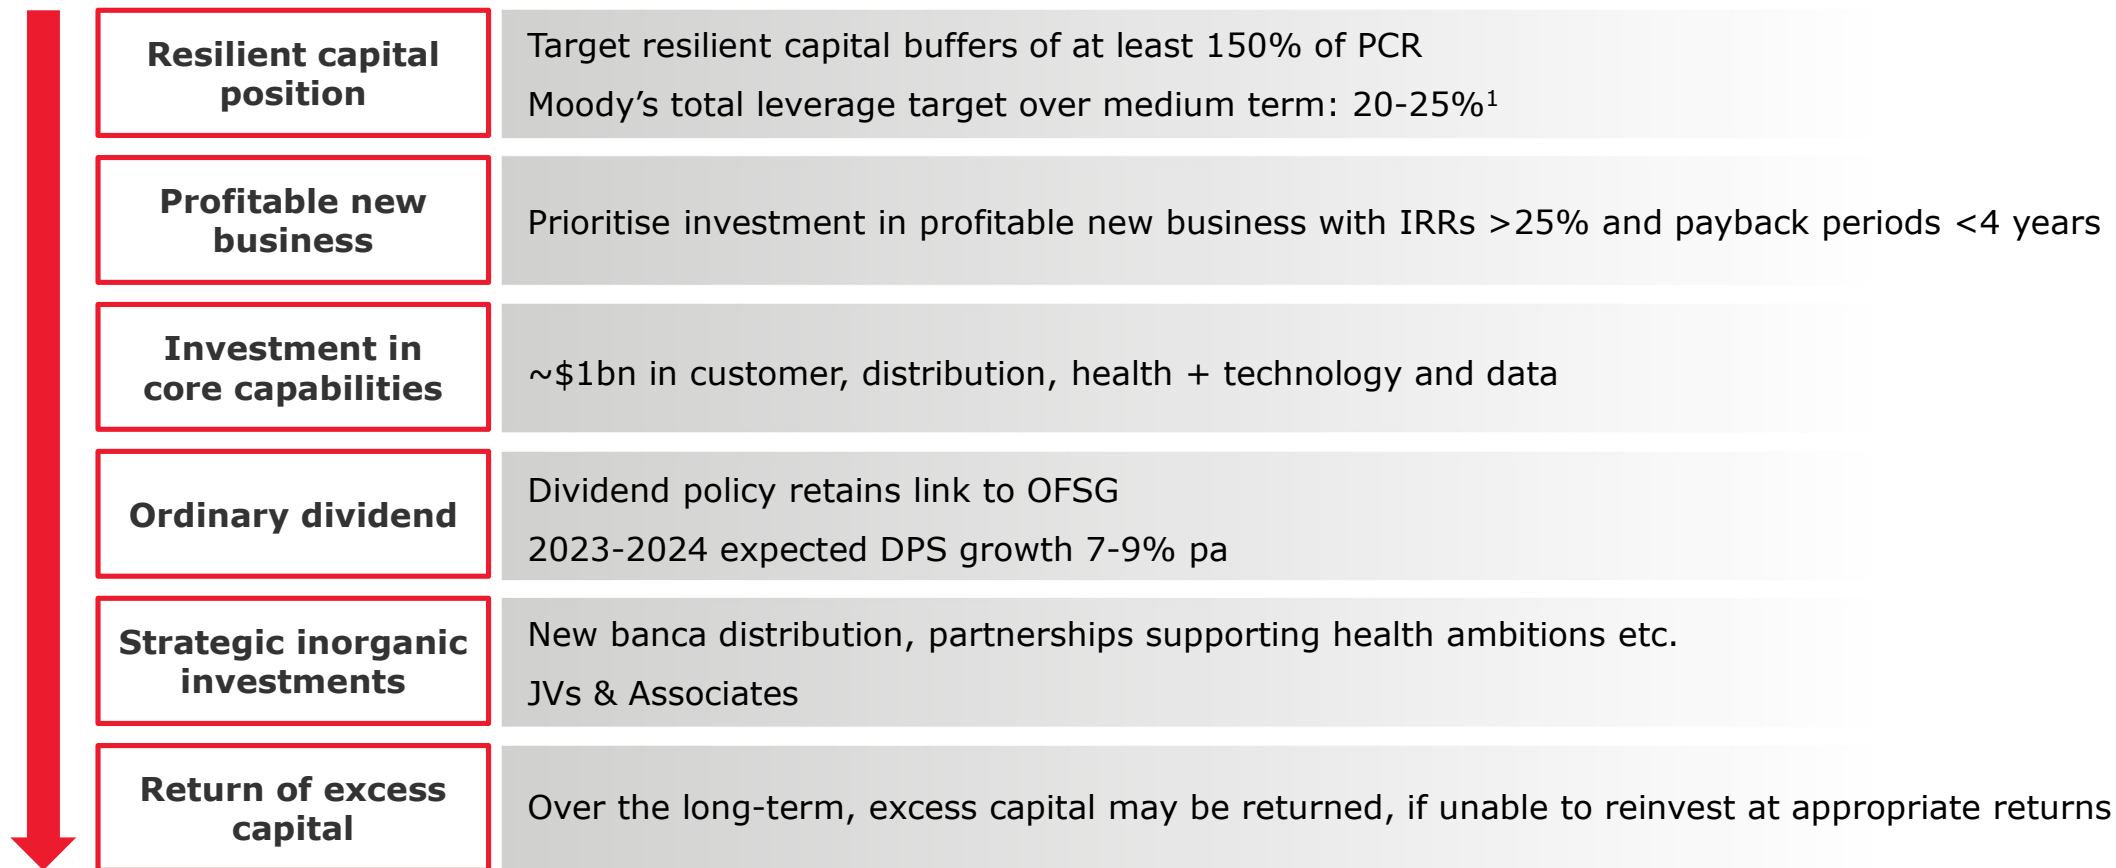 Resilient capital
position
Target resilient capital buffers of at least 150% of PCR
Moody’s total leverage target over medium term: 20-25%¹
Profitable new
business
Prioritise investment in profitable new business with IRRs >25% and payback periods <4 years
Investment in
core capabilities
~$1bn in customer, distribution, health + technology and data
Ordinary dividend
Dividend policy retains link to OFSG
2023-2024 expected DPS growth 7-9% pa
Strategic inorganic
investments
New banca distribution, partnerships supporting health ambitions etc.
JVs & Associates
Return of excess
capital
Over the long-term, excess capital may be returned, if unable to reinvest at appropriate returns